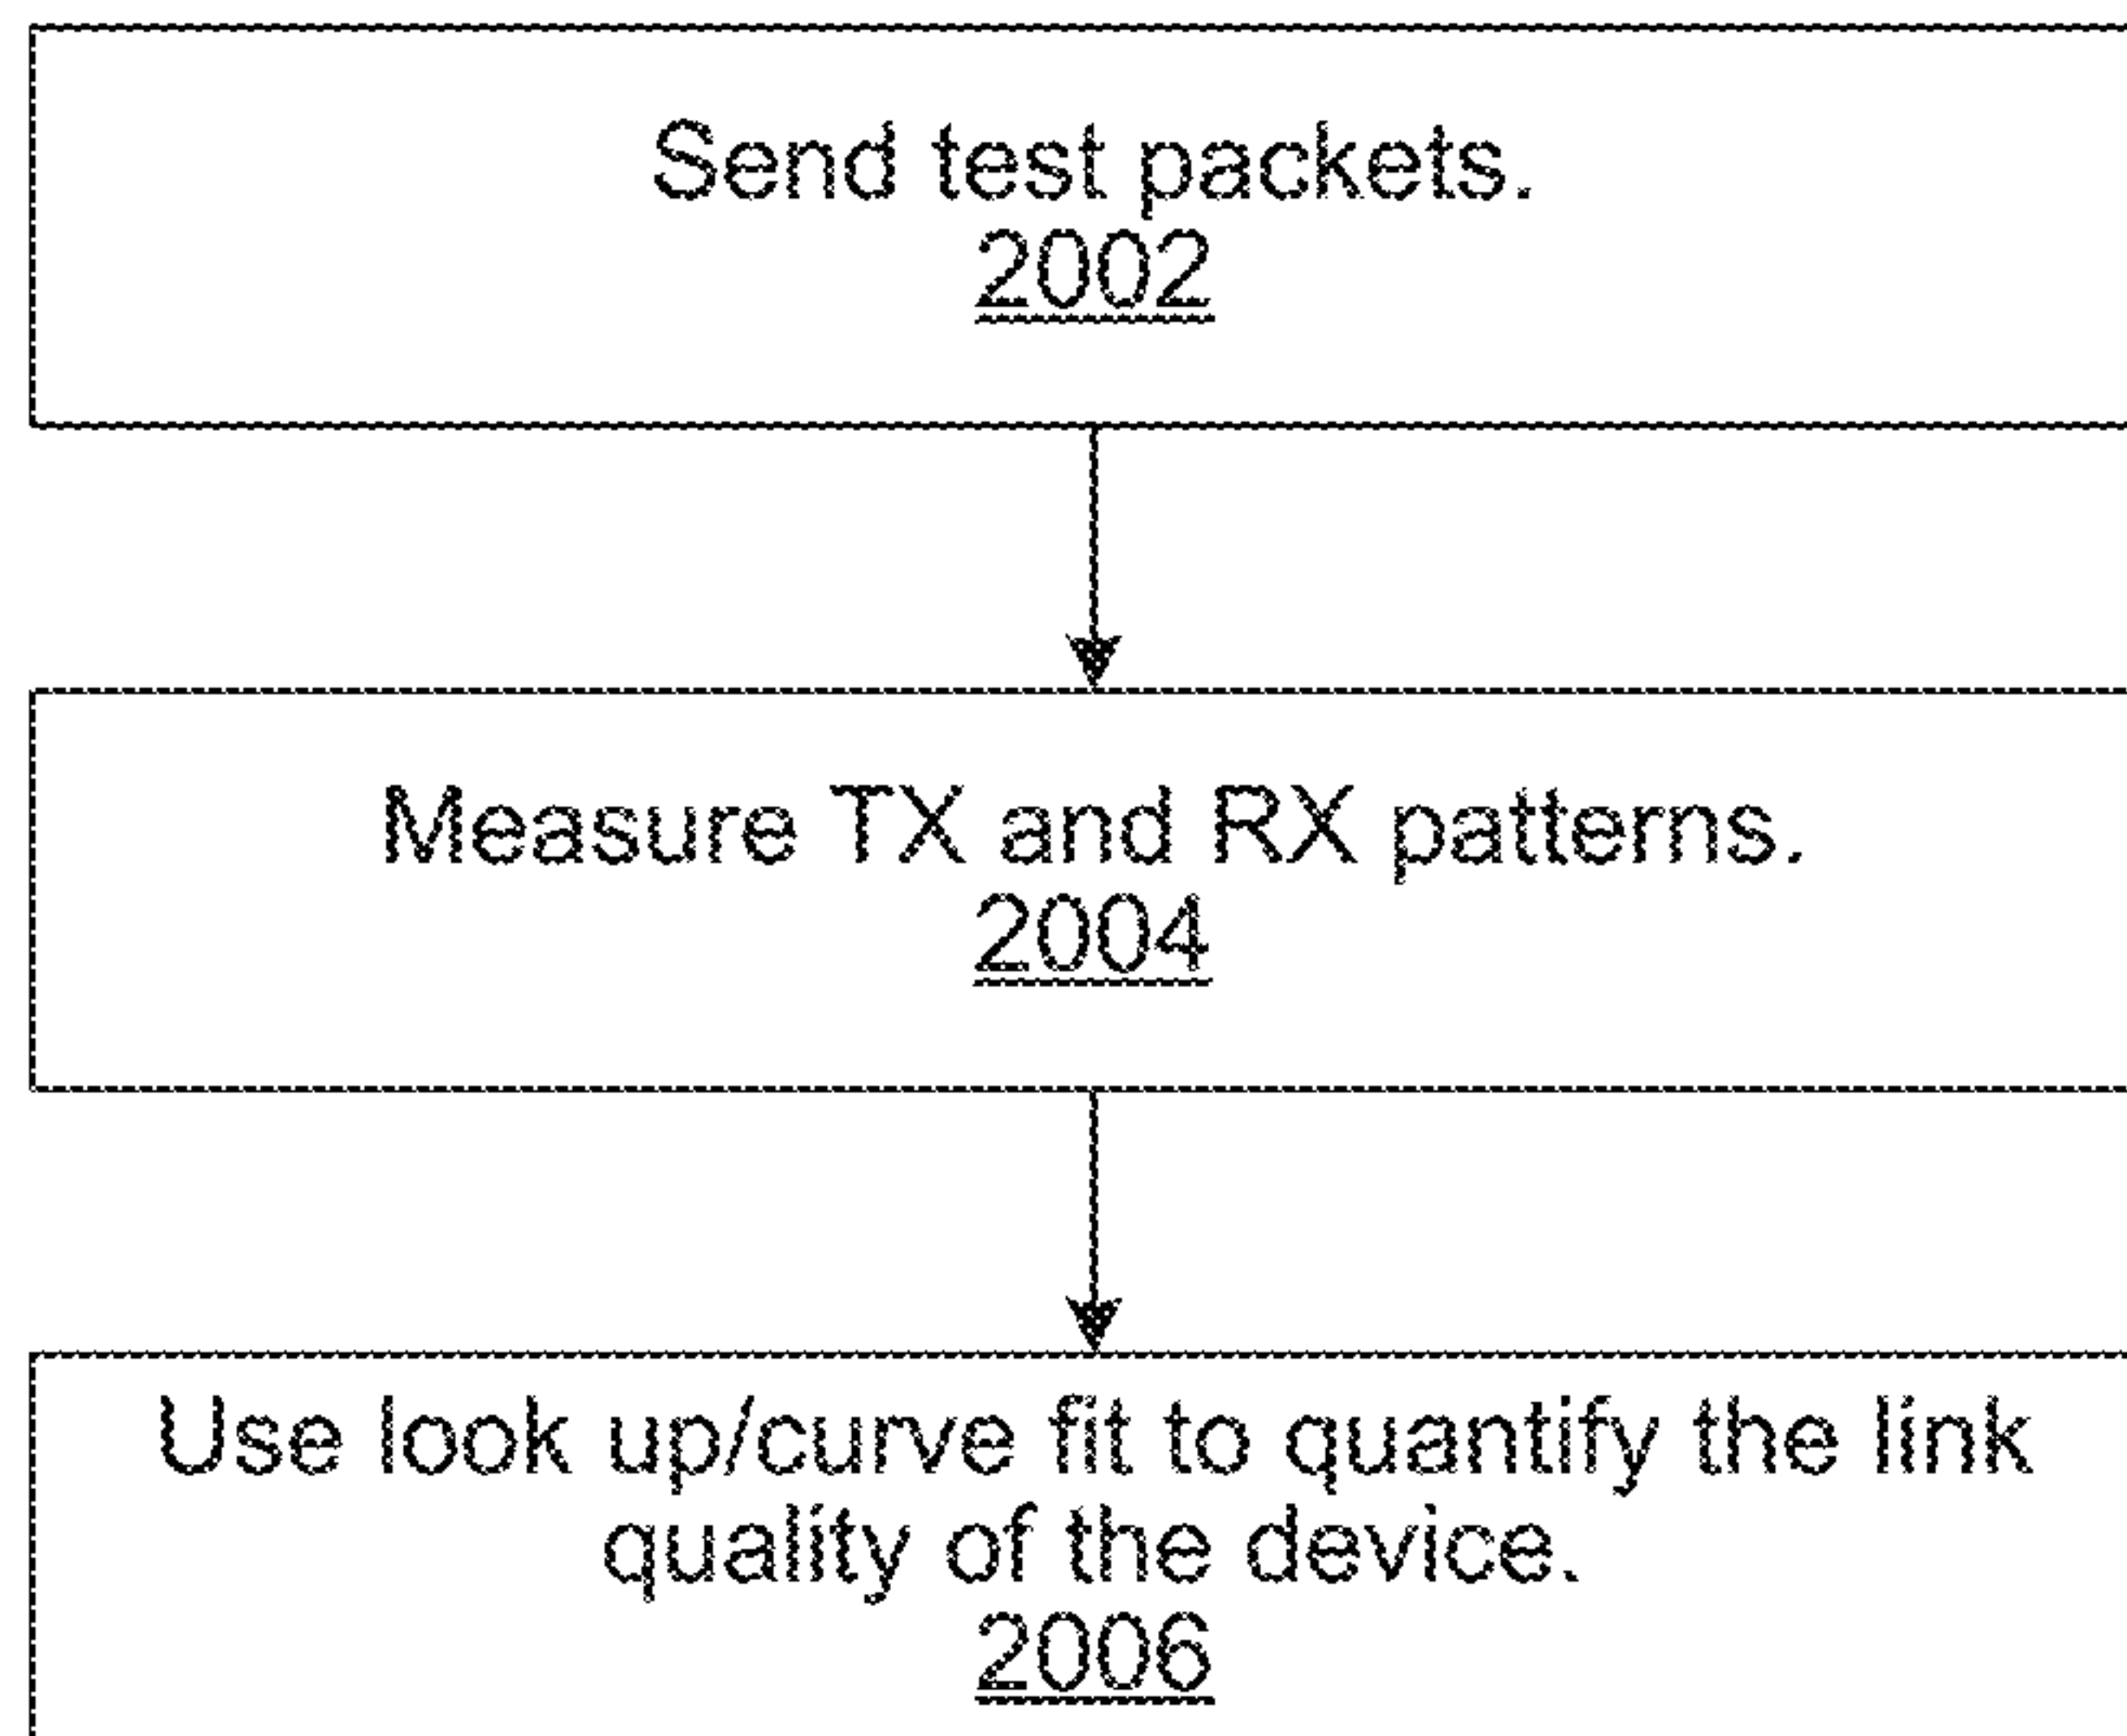 Send test packets.
2002
Measure TX and RX patterns.
2004
Use look up/curve fit to quantify the link
quality of the device.
2006